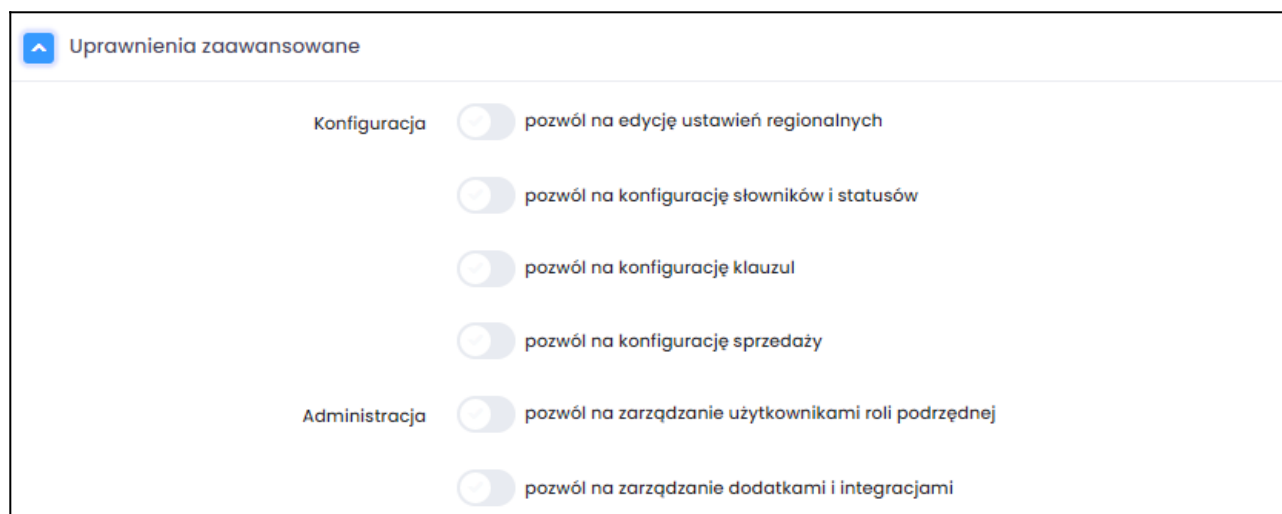 Uprawnienia zaawansowane
Konfiguracja pozwól na edycję ustawień regionalnych
pozwól na konfigurację słowników i statusów
pozwól na konfigurację klauzul
pozwól na konfigurację sprzedaży
Administracja pozwól na zarządzanie użytkownikami roli podrzędnej
pozwól na zarządzanie dodatkami i integracjami